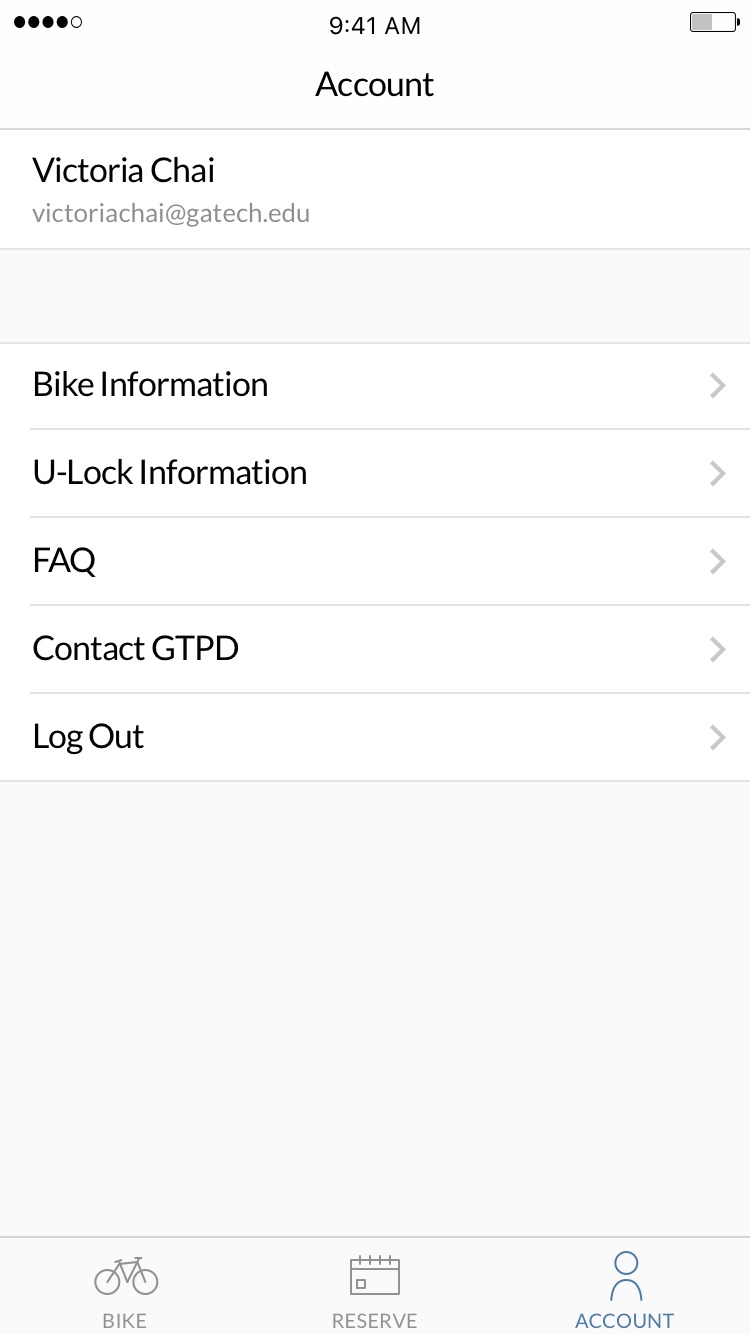 9:41 AM
Account
Victoria Chai
victoriachai@gatech.edu
Bike Information
U-Lock Information
FAQ
Contact GTPD
Log Out
BIKE
RESERVE
ACCOUNT